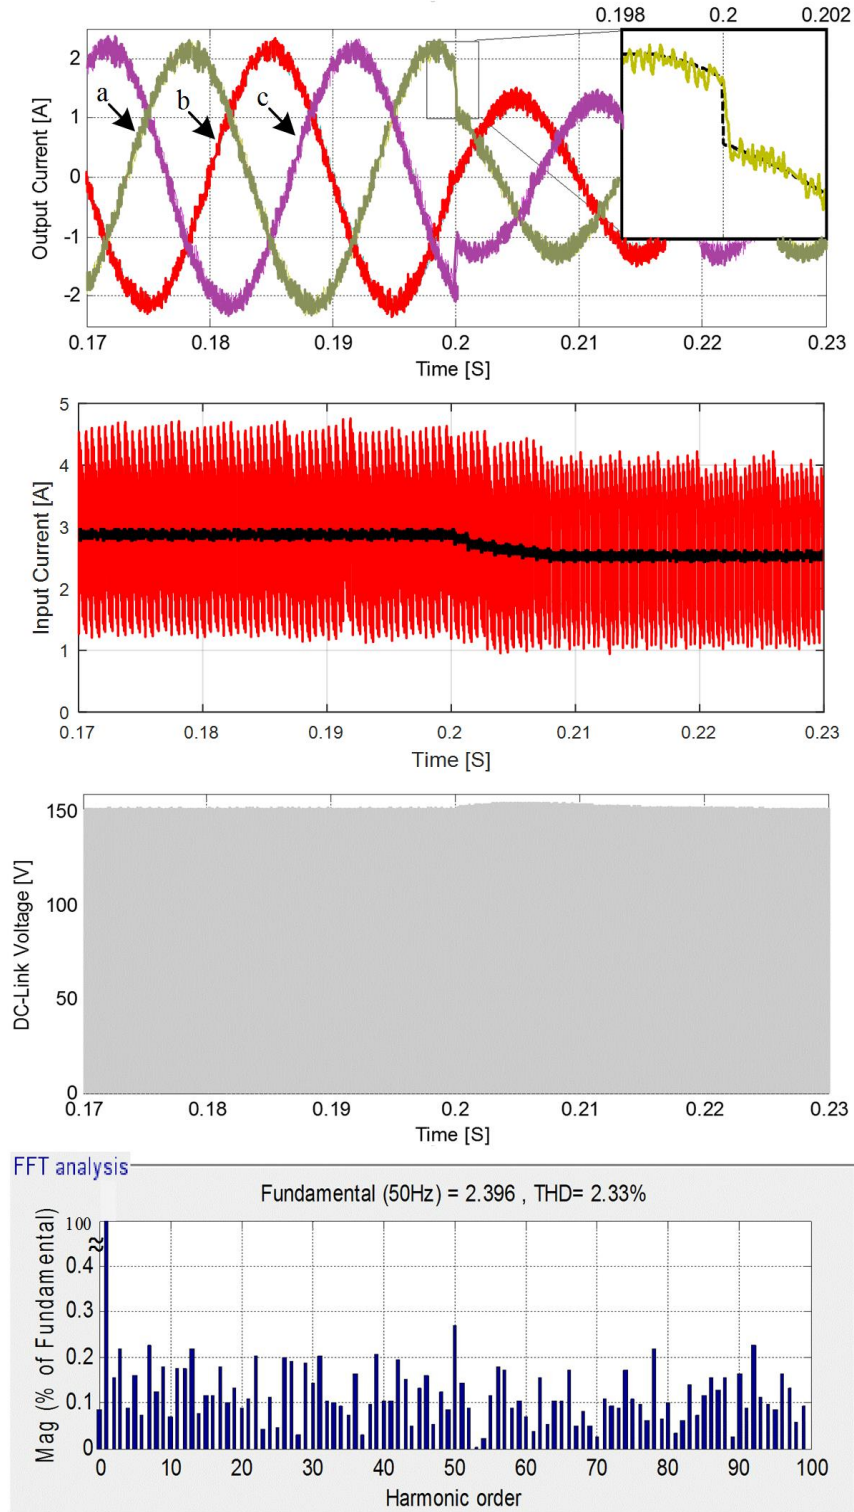 0.198 0.2 0.202
Output Current [A]
2
1
0
-1
-2
a b c
0.17 0.18 0.19 0.2 0.21 0.22 0.23
Time [S]
Input Current [A]
5
4
3
2
1
0
0.17 0.18 0.19 0.2 0.21 0.22 0.23
Time [S]
DC-Link Voltage [V]
150
100
50
0
0.17 0.18 0.19 0.2 0.21 0.22 0.23
Time [S]
FFT analysis
Fundamental (50Hz) = 2.396 , THD= 2.33%
Mag (% of Fundamental)
100
≈
0.4
0.3
0.2
0.1
0
0 10 20 30 40 50 60 70 80 90 100
Harmonic order